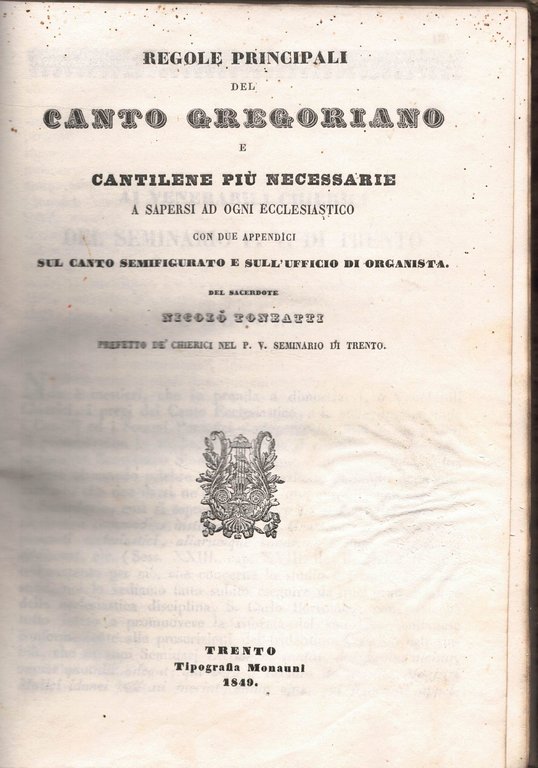 REGOLE PRINCIPALI
DEL
CANTO GREGORIANO
E
CANTILENE PIÙ NECESSARIE
A SAPERSI AD OGNI ECCLESIASTICO
CON DUE APPENDICI
SUL CANTO SEMIFIGURATO E SULL'UFFICIO DI ORGANISTA.
DEL SACERDOTE
NICOLÓ TONEATTI
PREFETTO DE' CHIERICI NEL P. V. SEMINARIO DI TRENTO.
TRENTO
Tipografia Monauni
1849.